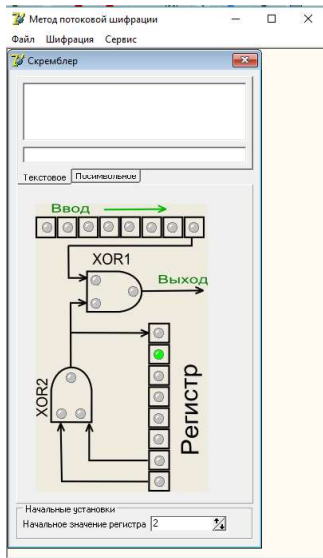 Метод потоковой шифрации
Файл Шифрация Сервис
Скремблер
Текстовое Посимвольное
Ввод
XOR1
Выход
XOR2
Регистр
Начальные установки
Начальное значение регистра 2